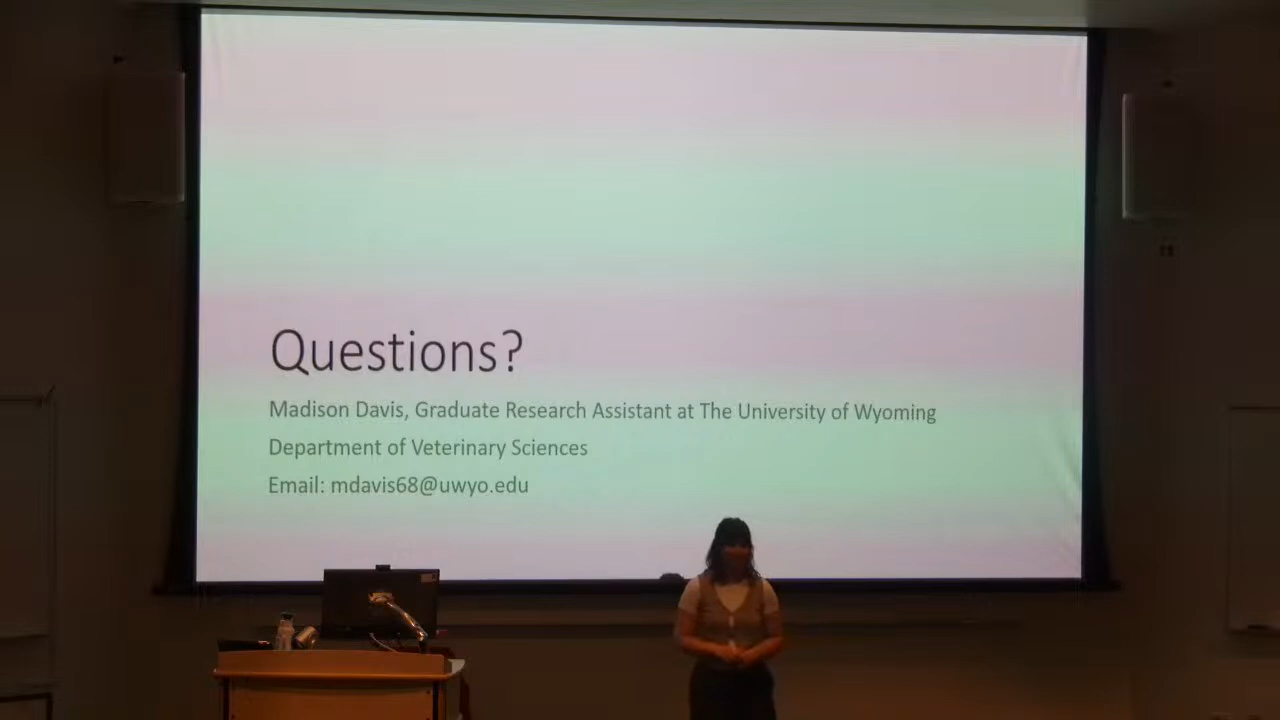 Questions?
Madison Davis, Graduate Research Assistant at The University of Wyoming
Department of Veterinary Sciences
Email: mdavis68@uwyo.edu